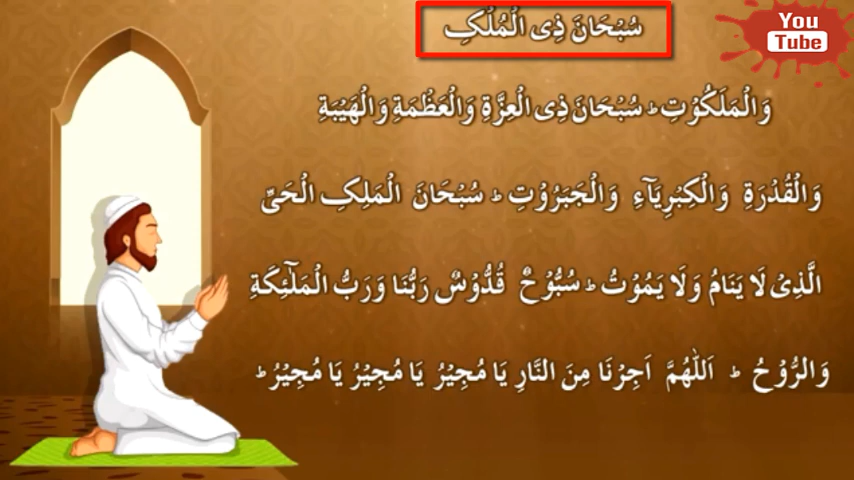 You
Tube
سُبْحَانَ ذِی الْمُلْکِ
وَالْمَلَکُوْتِ ؕ سُبْحَانَ ذِی الْعِزَّةِ وَالْعَظْمَةِ وَالْهَيْبَةِ
وَالْقُدْرَةِ وَالْکِبْرِيَآءِ وَالْجَبَرُوْتِ ؕ سُبْحَانَ الْمَلِکِ الْحَیِّ
الَّذِیْ لَا يَنَامُ وَلَا يَمُوْتُ ؕ سُبُّوْحٌ قُدُّوْسٌ رَبُّنَا وَرَبُّ الْمَلٰٓئِکَةِ
وَالرُّوْحُ ؕ اَللّٰهُمَّ اَجِرْنَا مِنَ النَّارِ يَا مُجِيْرُ يَا مُجِيْرُ يَا مُجِيْرُ ؕ